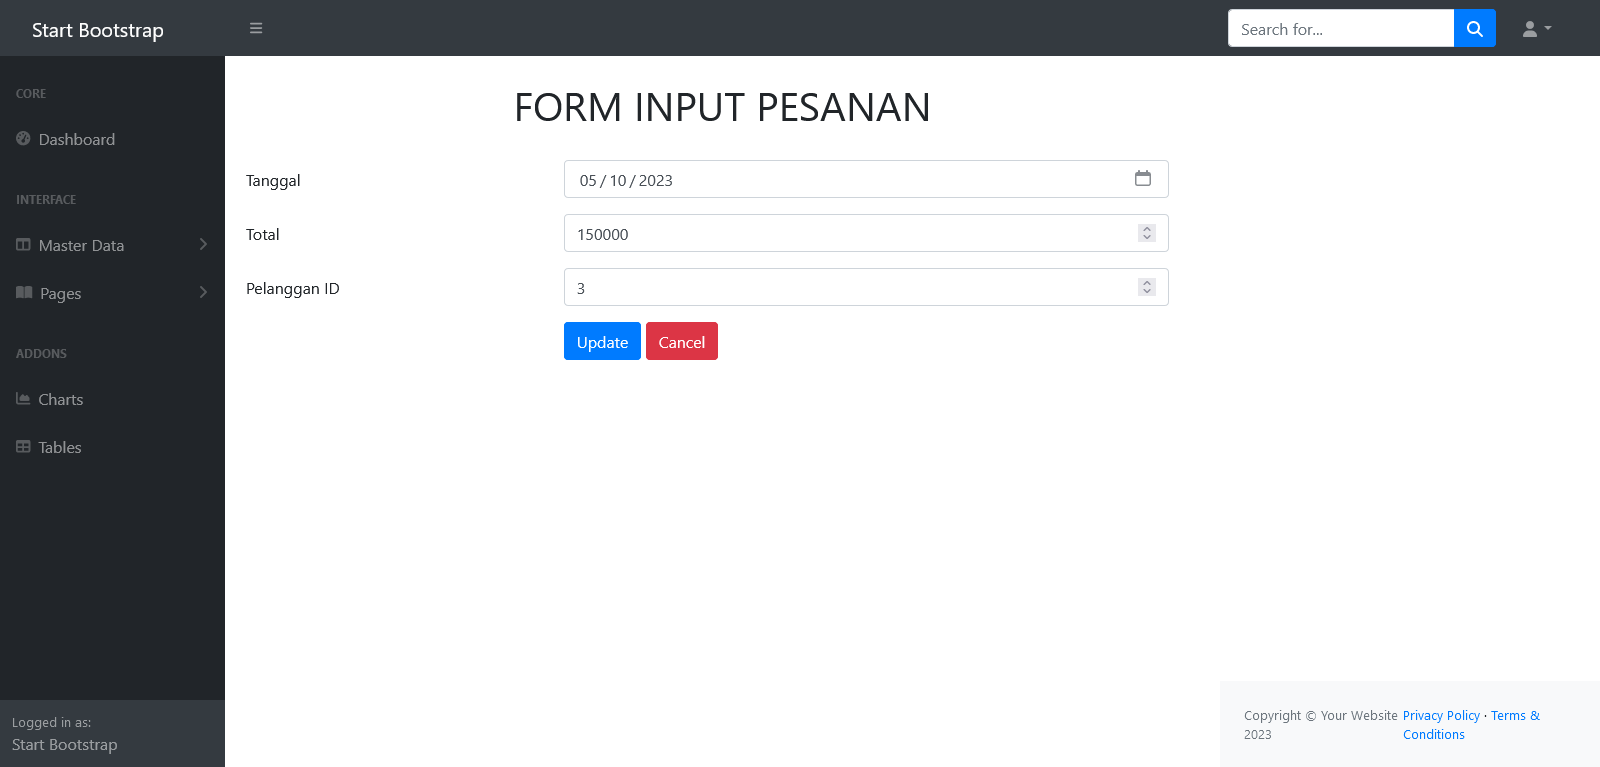 Start Bootstrap
Search for...
CORE
Dashboard
INTERFACE
Master Data
Pages
ADDONS
Charts
Tables
Logged in as:
Start Bootstrap
FORM INPUT PESANAN
Tanggal
05 / 10 / 2023
Total
150000
Pelanggan ID
3
Update Cancel
Copyright © Your Website 2023
Privacy Policy · Terms & Conditions